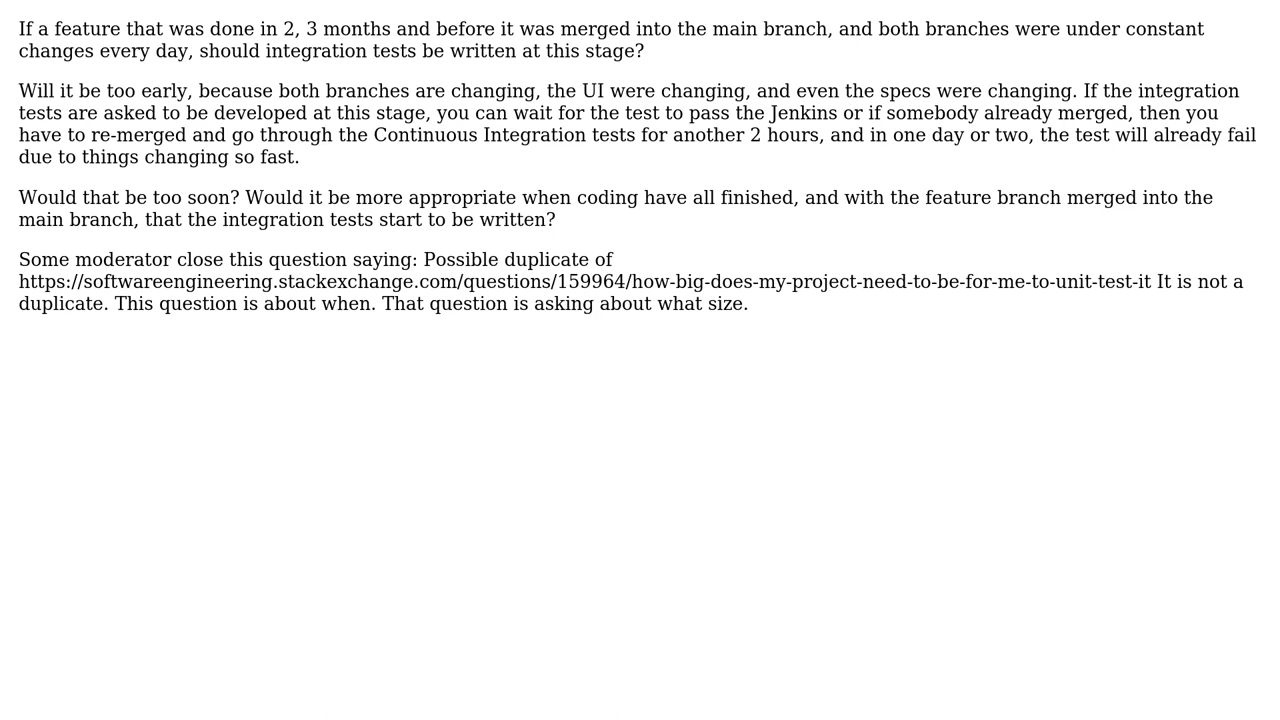 If a feature that was done in 2, 3 months and before it was merged into the main branch, and both branches were under constant
changes every day, should integration tests be written at this stage?
Will it be too early, because both branches are changing, the UI were changing, and even the specs were changing. If the integration
tests are asked to be developed at this stage, you can wait for the test to pass the Jenkins or if somebody already merged, then you
have to re-merged and go through the Continuous Integration tests for another 2 hours, and in one day or two, the test will already fail
due to things changing so fast.
Would that be too soon? Would it be more appropriate when coding have all finished, and with the feature branch merged into the
main branch, that the integration tests start to be written?
Some moderator close this question saying: Possible duplicate of
https://softwareengineering.stackexchange.com/questions/159964/how-big-does-my-project-need-to-be-for-me-to-unit-test-it It is not a
duplicate. This question is about when. That question is asking about what size.